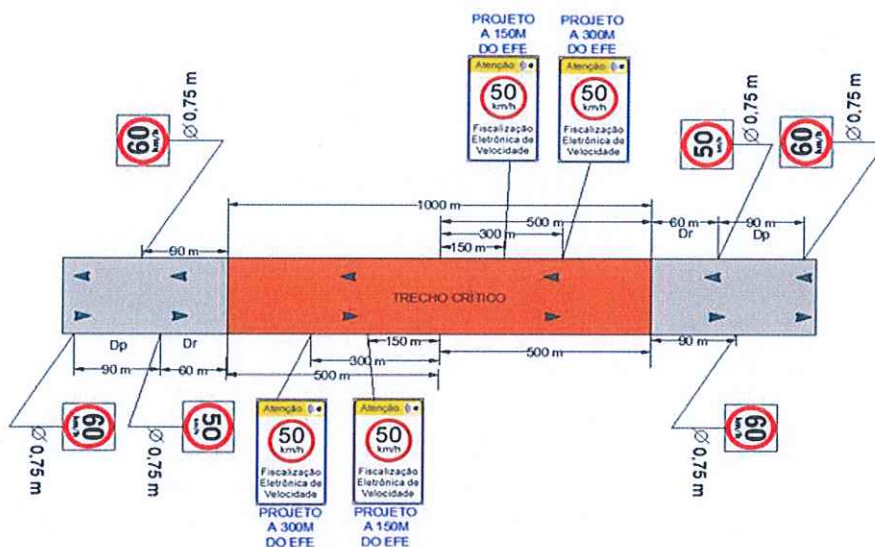 PROJETO
A 150M
DO EFE
PROJETO
A 300M
DO EFE
Atenção
50
km/h
Fiscalização
Eletrônica de
Velocidade
Atenção
50
km/h
Fiscalização
Eletrônica de
Velocidade
60
km/h
Ø 0,75 m
50
km/h
Ø 0,75 m
60
km/h
Ø 0,75 m
1000 m
500 m
60 m
90 m
Dr
Dp
300 m
150 m
90 m
TRECHO CRÍTICO
Dp
Dr
90 m
60 m
150 m
300 m
500 m
500 m
90 m
Ø 0,75 m
60
km/h
Ø 0,75 m
50
km/h
Ø 0,75 m
60
km/h
Atenção
50
km/h
Fiscalização
Eletrônica de
Velocidade
Atenção
50
km/h
Fiscalização
Eletrônica de
Velocidade
PROJETO
A 300M
DO EFE
PROJETO
A 150M
DO EFE